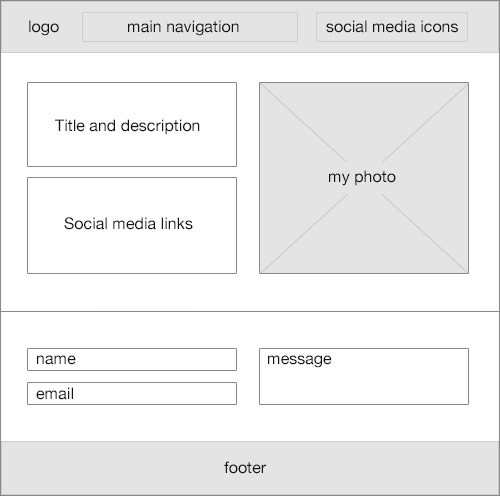 logo
main navigation
social media icons
Title and description
my photo
Social media links
name
message
email
footer